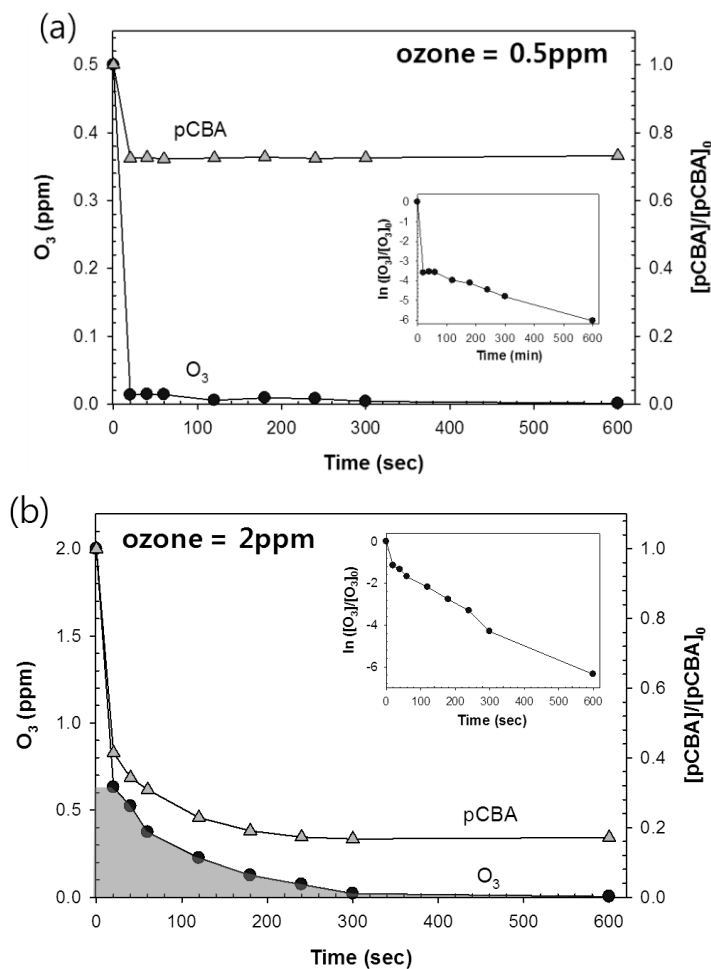 (a)
ozone = 0.5ppm
0.5
0.4
0.3
0.2
0.1
0.0
O₃ (ppm)
1.0
0.8
0.6
0.4
0.2
0.0
[pCBA]/[pCBA]₀
pCBA
O₃
0
-1
-2
-3
-4
-5
-6
ln ([O₃]/[O₃]₀)
0 100 200 300 400 500 600
Time (min)
0 200 400 600
Time (sec)
(b)
ozone = 2ppm
2.0
1.5
1.0
0.5
0.0
O₃ (ppm)
1.0
0.8
0.6
0.4
0.2
0.0
[pCBA]/[pCBA]₀
0
-2
-4
-6
ln ([O₃]/[O₃]₀)
0 100 200 300 400 500 600
Time (sec)
pCBA
O₃
0 100 200 300 400 500 600
Time (sec)